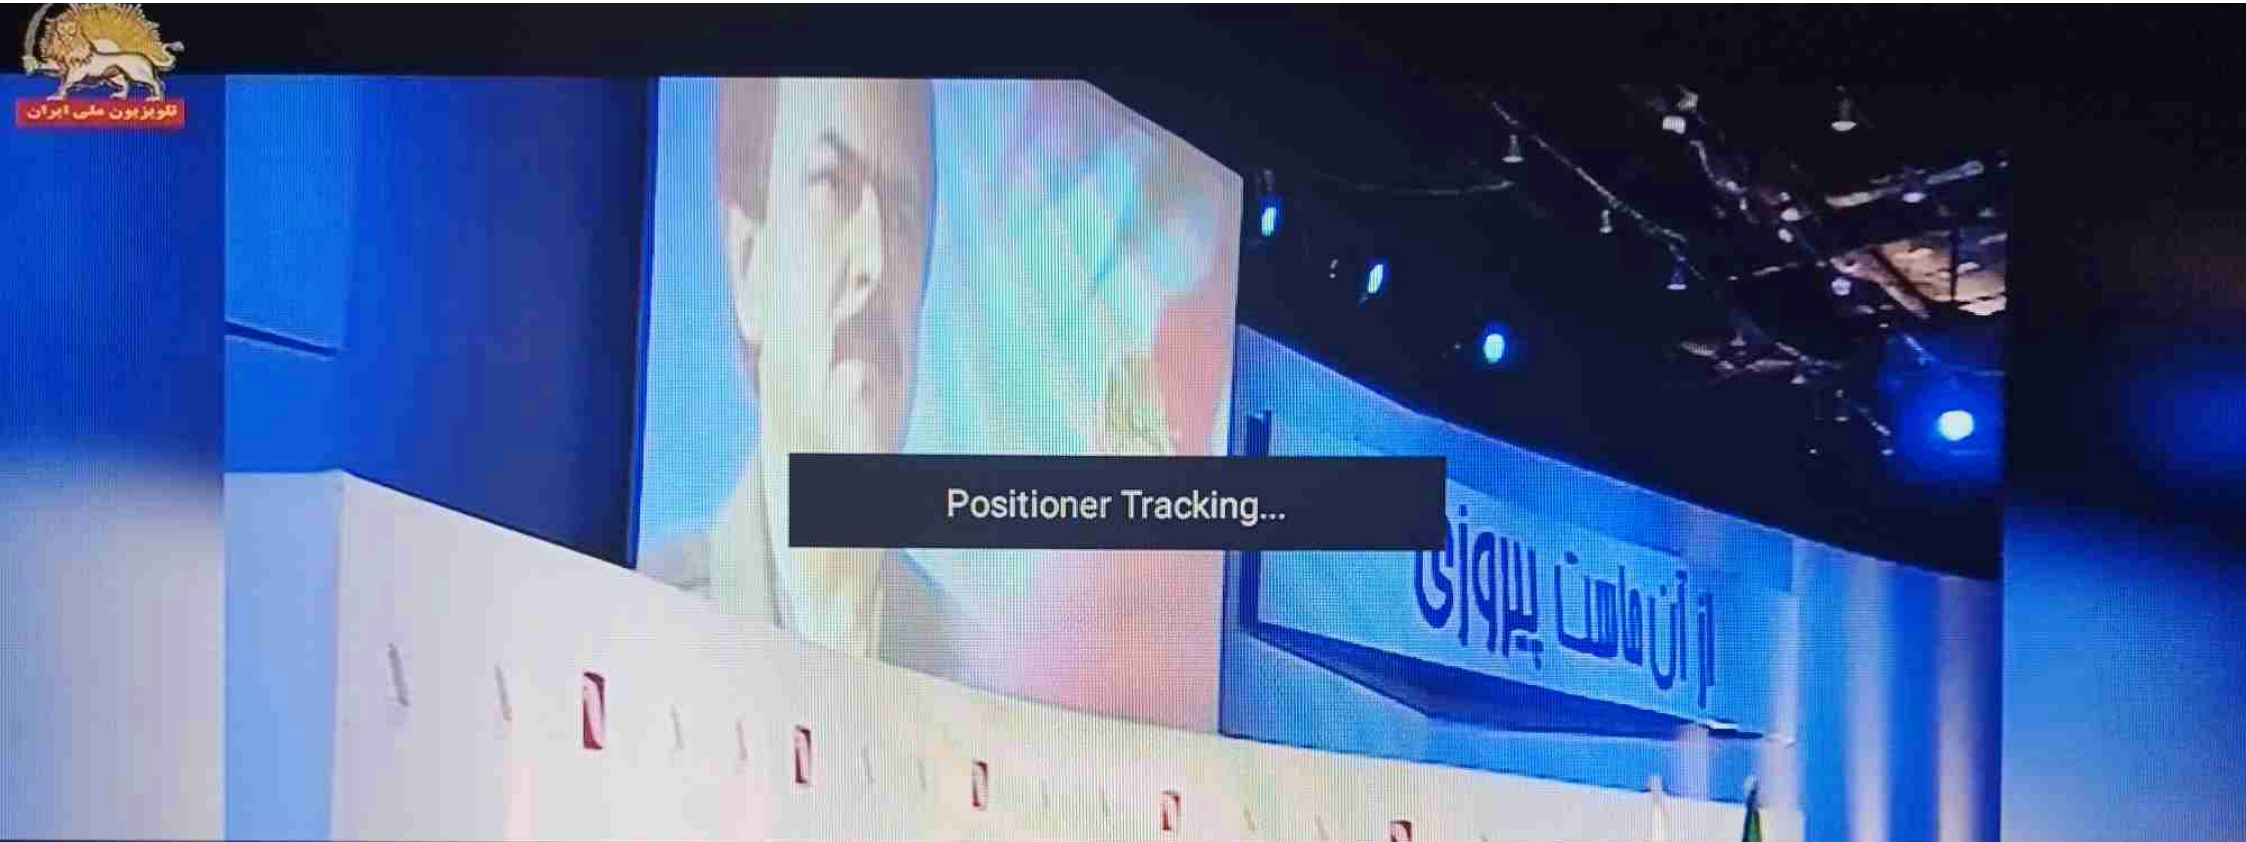 تلویزیون ملی ایران
Positioner Tracking...
از آن ماست پیروزی